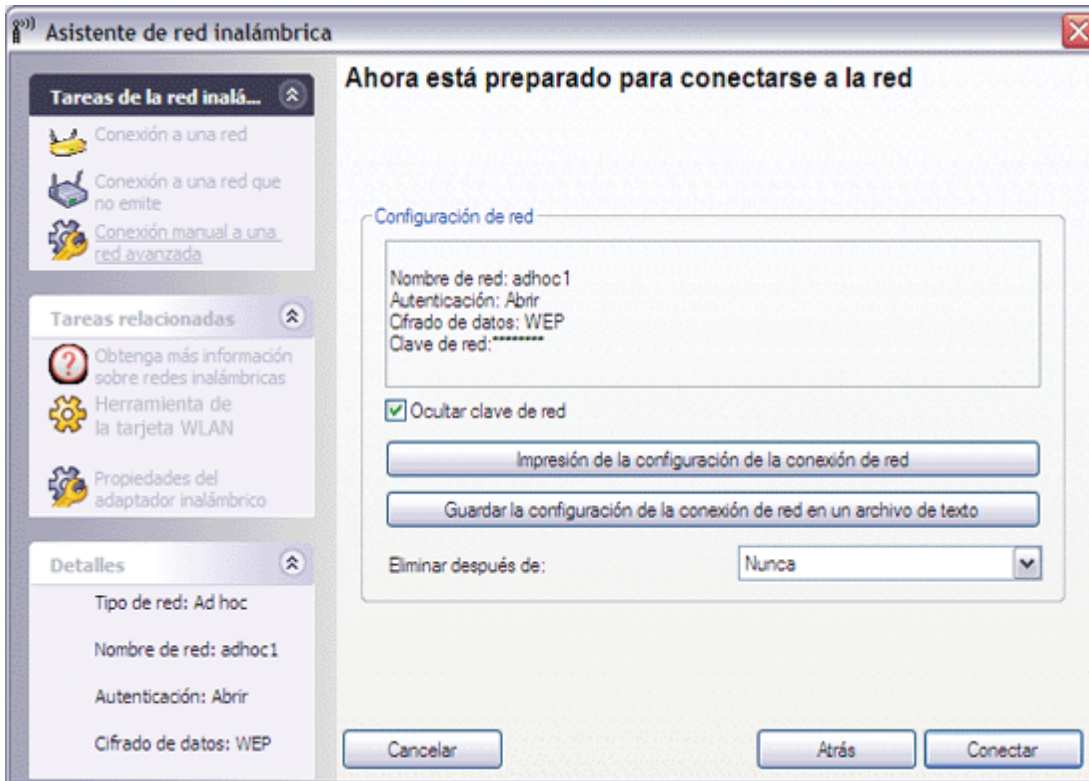 Asistente de red inalámbrica
Tareas de la red inalá...
Conexión a una red
Conexión a una red que
no emite
Conexión manual a una
red avanzada
Tareas relacionadas
Obtenga más información
sobre redes inalámbricas
Herramienta de
la tarjeta WLAN
Propiedades del
adaptador inalámbrico
Detalles
Tipo de red: Ad hoc
Nombre de red: adhoc1
Autenticación: Abrir
Cifrado de datos: WEP
Ahora está preparado para conectarse a la red
Configuración de red
Nombre de red: adhoc1
Autenticación: Abrir
Cifrado de datos: WEP
Clave de red:********
Ocultar clave de red
Impresión de la configuración de la conexión de red
Guardar la configuración de la conexión de red en un archivo de texto
Eliminar después de:
Nunca
Cancelar
Atrás
Conectar